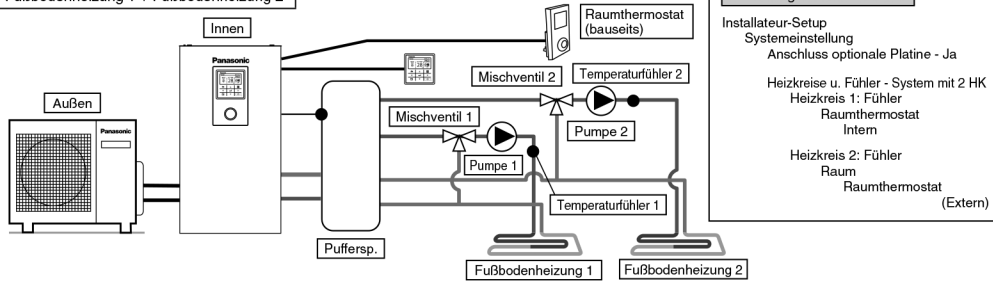 Fußbodenheizung 1 + Fußbodenheizung 2
Innen
Raumthermostat
(bauseits)
Panasonic
Außen
Panasonic
Mischventil 2
Temperaturfühler 2
Mischventil 1
Pumpe 2
Pumpe 1
Temperaturfühler 1
Puffersp.
Fußbodenheizung 1
Fußbodenheizung 2
Installateur-Setup
Systemeinstellung
Anschluss optionale Platine - Ja
Heizkreise u. Fühler - System mit 2 HK
Heizkreis 1: Fühler
Raumthermostat
Intern
Heizkreis 2: Fühler
Raum
Raumthermostat
(Extern)